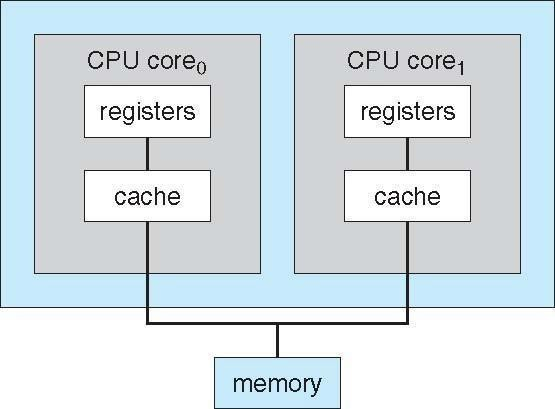 CPU core₀
registers
cache
CPU core₁
registers
cache
memory